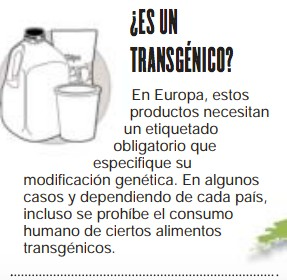 ¿ES UN
TRANSGÉNICO?
En Europa, estos
productos necesitan
un etiquetado
obligatorio que
especifique su
modificación genética. En algunos
casos y dependiendo de cada país,
incluso se prohíbe el consumo
humano de ciertos alimentos
transgénicos.